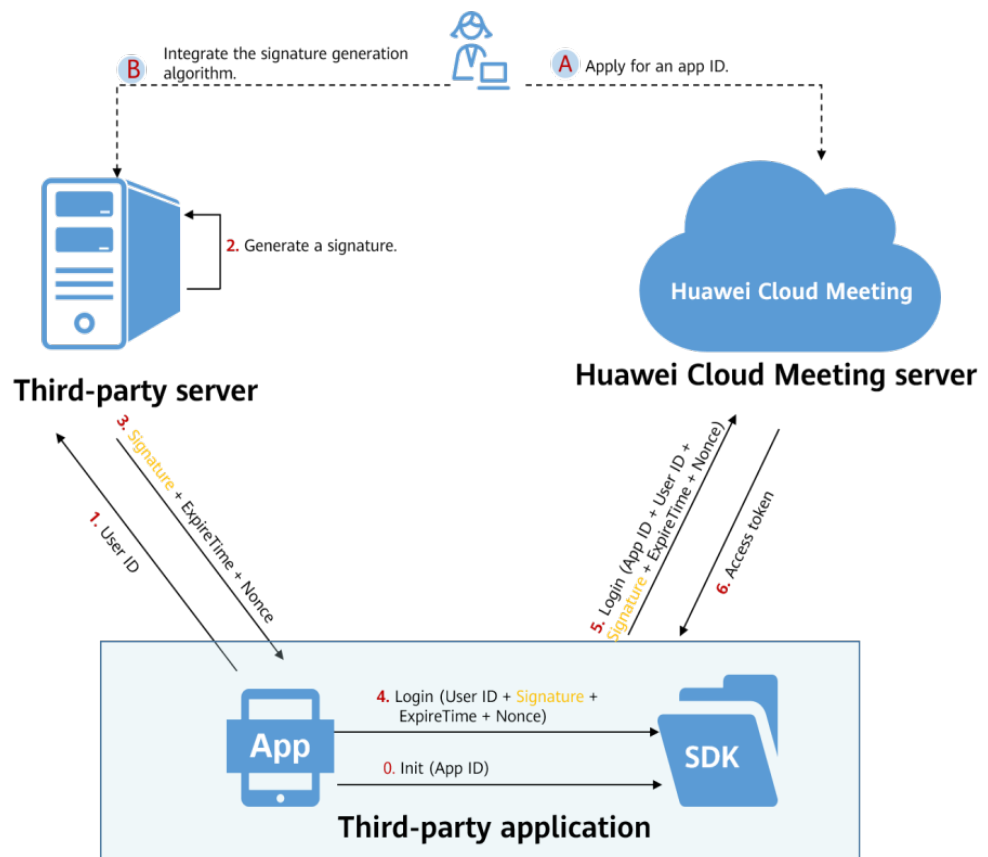 B
Integrate the signature generation
algorithm.
A
Apply for an app ID.
2. Generate a signature.
Huawei Cloud Meeting
Third-party server
Huawei Cloud Meeting server
1. User ID
3. Signature + ExpireTime + Nonce
5. Login (App ID + User ID +
Signature + ExpireTime + Nonce)
6. Access token
4. Login (User ID + Signature +
ExpireTime + Nonce)
App
0. Init (App ID)
SDK
Third-party application